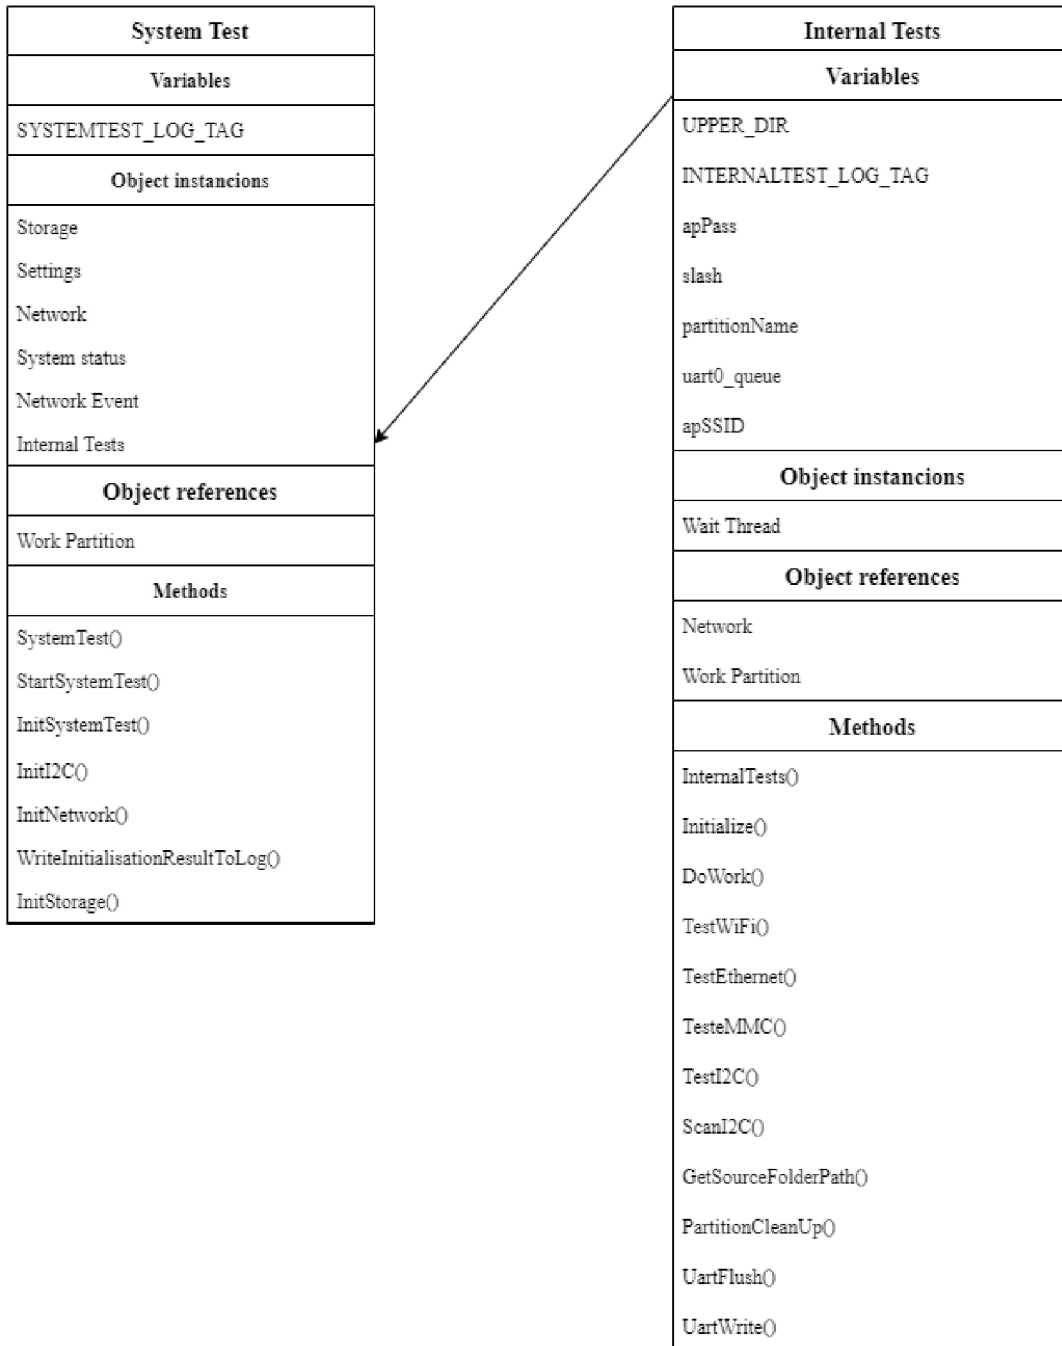 System Test
Variables
SYSTEMTEST_LOG_TAG
Object instancions
Storage
Settings
Network
System status
Network Event
Internal Tests
Object references
Work Partition
Methods
SystemTest()
StartSystemTest()
InitSystemTest()
InitI2C()
InitNetwork()
WriteInitialisationResultToLog()
InitStorage()
Internal Tests
Variables
UPPER_DIR
INTERNALTEST_LOG_TAG
apPass
slash
partitionName
uart0_queue
apSSID
Object instancions
Wait Thread
Object references
Network
Work Partition
Methods
InternalTests()
Initialize()
DoWork()
TestWiFi()
TestEthernet()
TesteMMC()
TestI2C()
ScanI2C()
GetSourceFolderPath()
PartitionCleanUp()
UartFlush()
UartWrite()